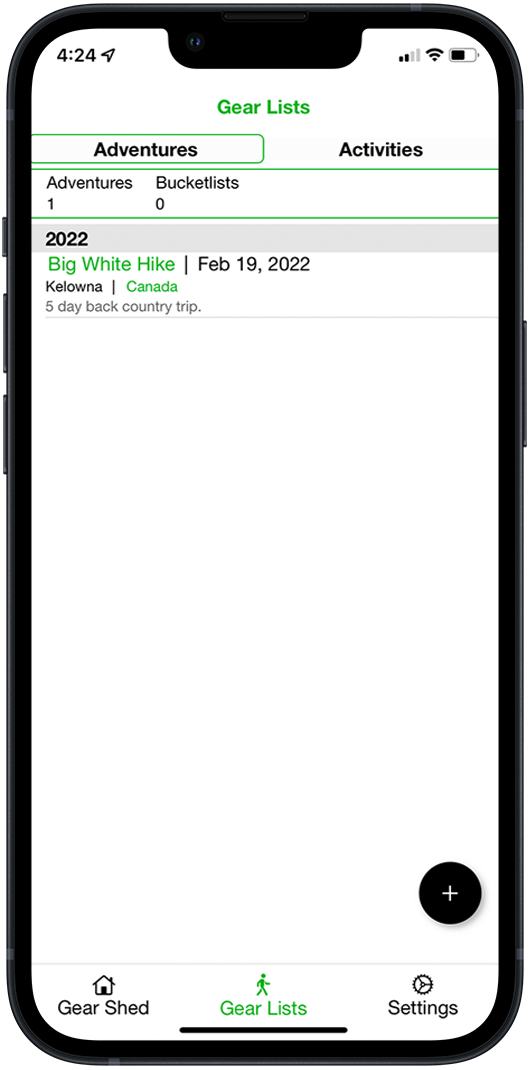 4:24
Gear Lists
Adventures Activities
Adventures Bucketlists
1 0
2022
Big White Hike | Feb 19, 2022
Kelowna | Canada
5 day back country trip.
+
Gear Shed Gear Lists Settings